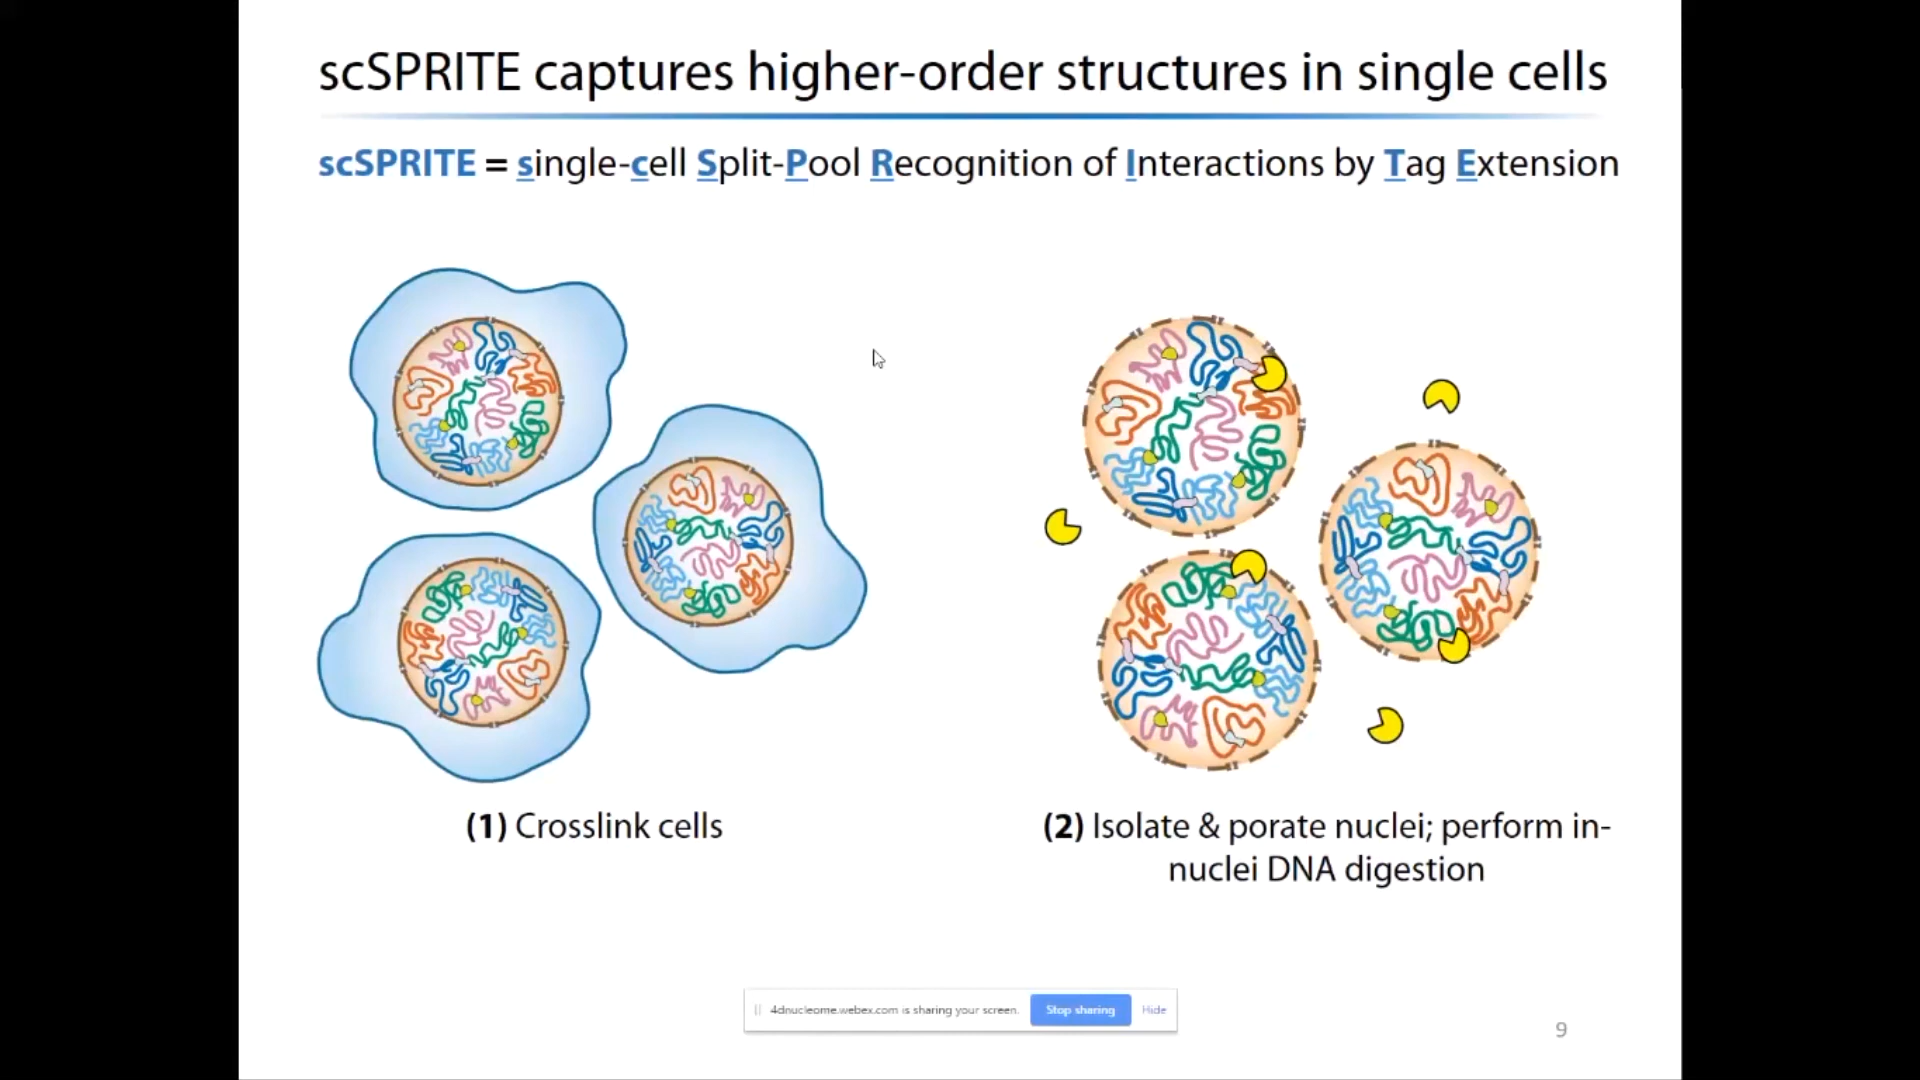 scSPRITE captures higher-order structures in single cells
scSPRITE = single-cell Split-Pool Recognition of Interactions by Tag Extension
(1) Crosslink cells
(2) Isolate & porate nuclei; perform in-
nuclei DNA digestion
4dnucleome.webex.com is sharing your screen. Stop sharing Hide
9